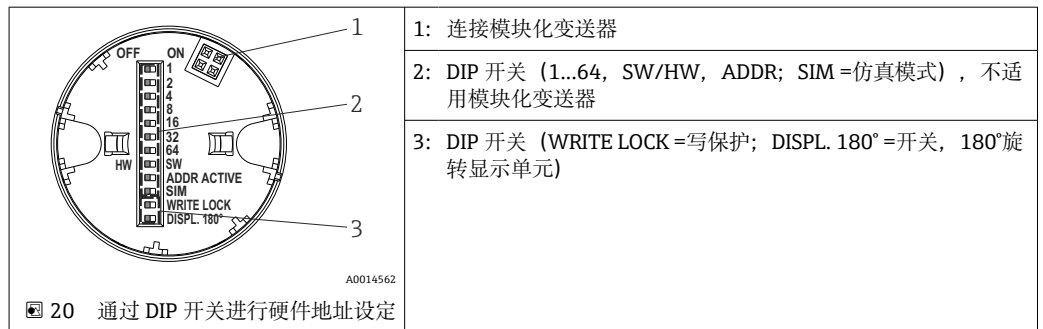 OFF ON
1
2
4
8
16
32
64
HW SW
ADDR ACTIVE
SIM
WRITE LOCK
DISPL. 180°
1
2
3
A0014562
20 通过 DIP 开关进行硬件地址设定
1: 连接模块化变送器
2: DIP 开关（1...64，SW/HW，ADDR；SIM =仿真模式），不适
用模块化变送器
3: DIP 开关（WRITE LOCK =写保护；DISPL. 180° =开关，180°旋
转显示单元)